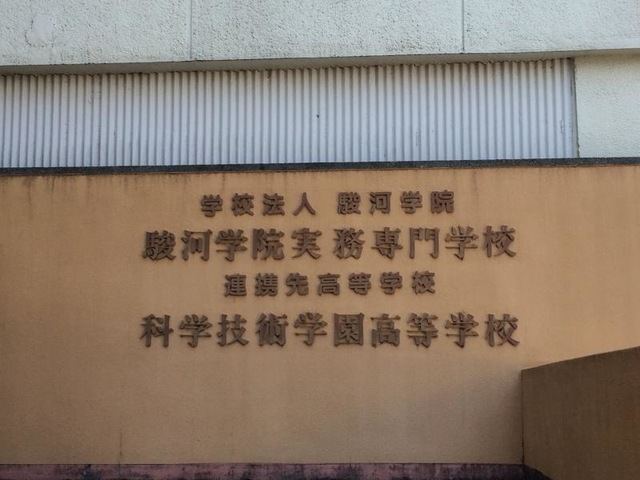 学校法人 駿河学院
駿河学院実務専門学校
連携先高等学校
科学技術学園高等学校